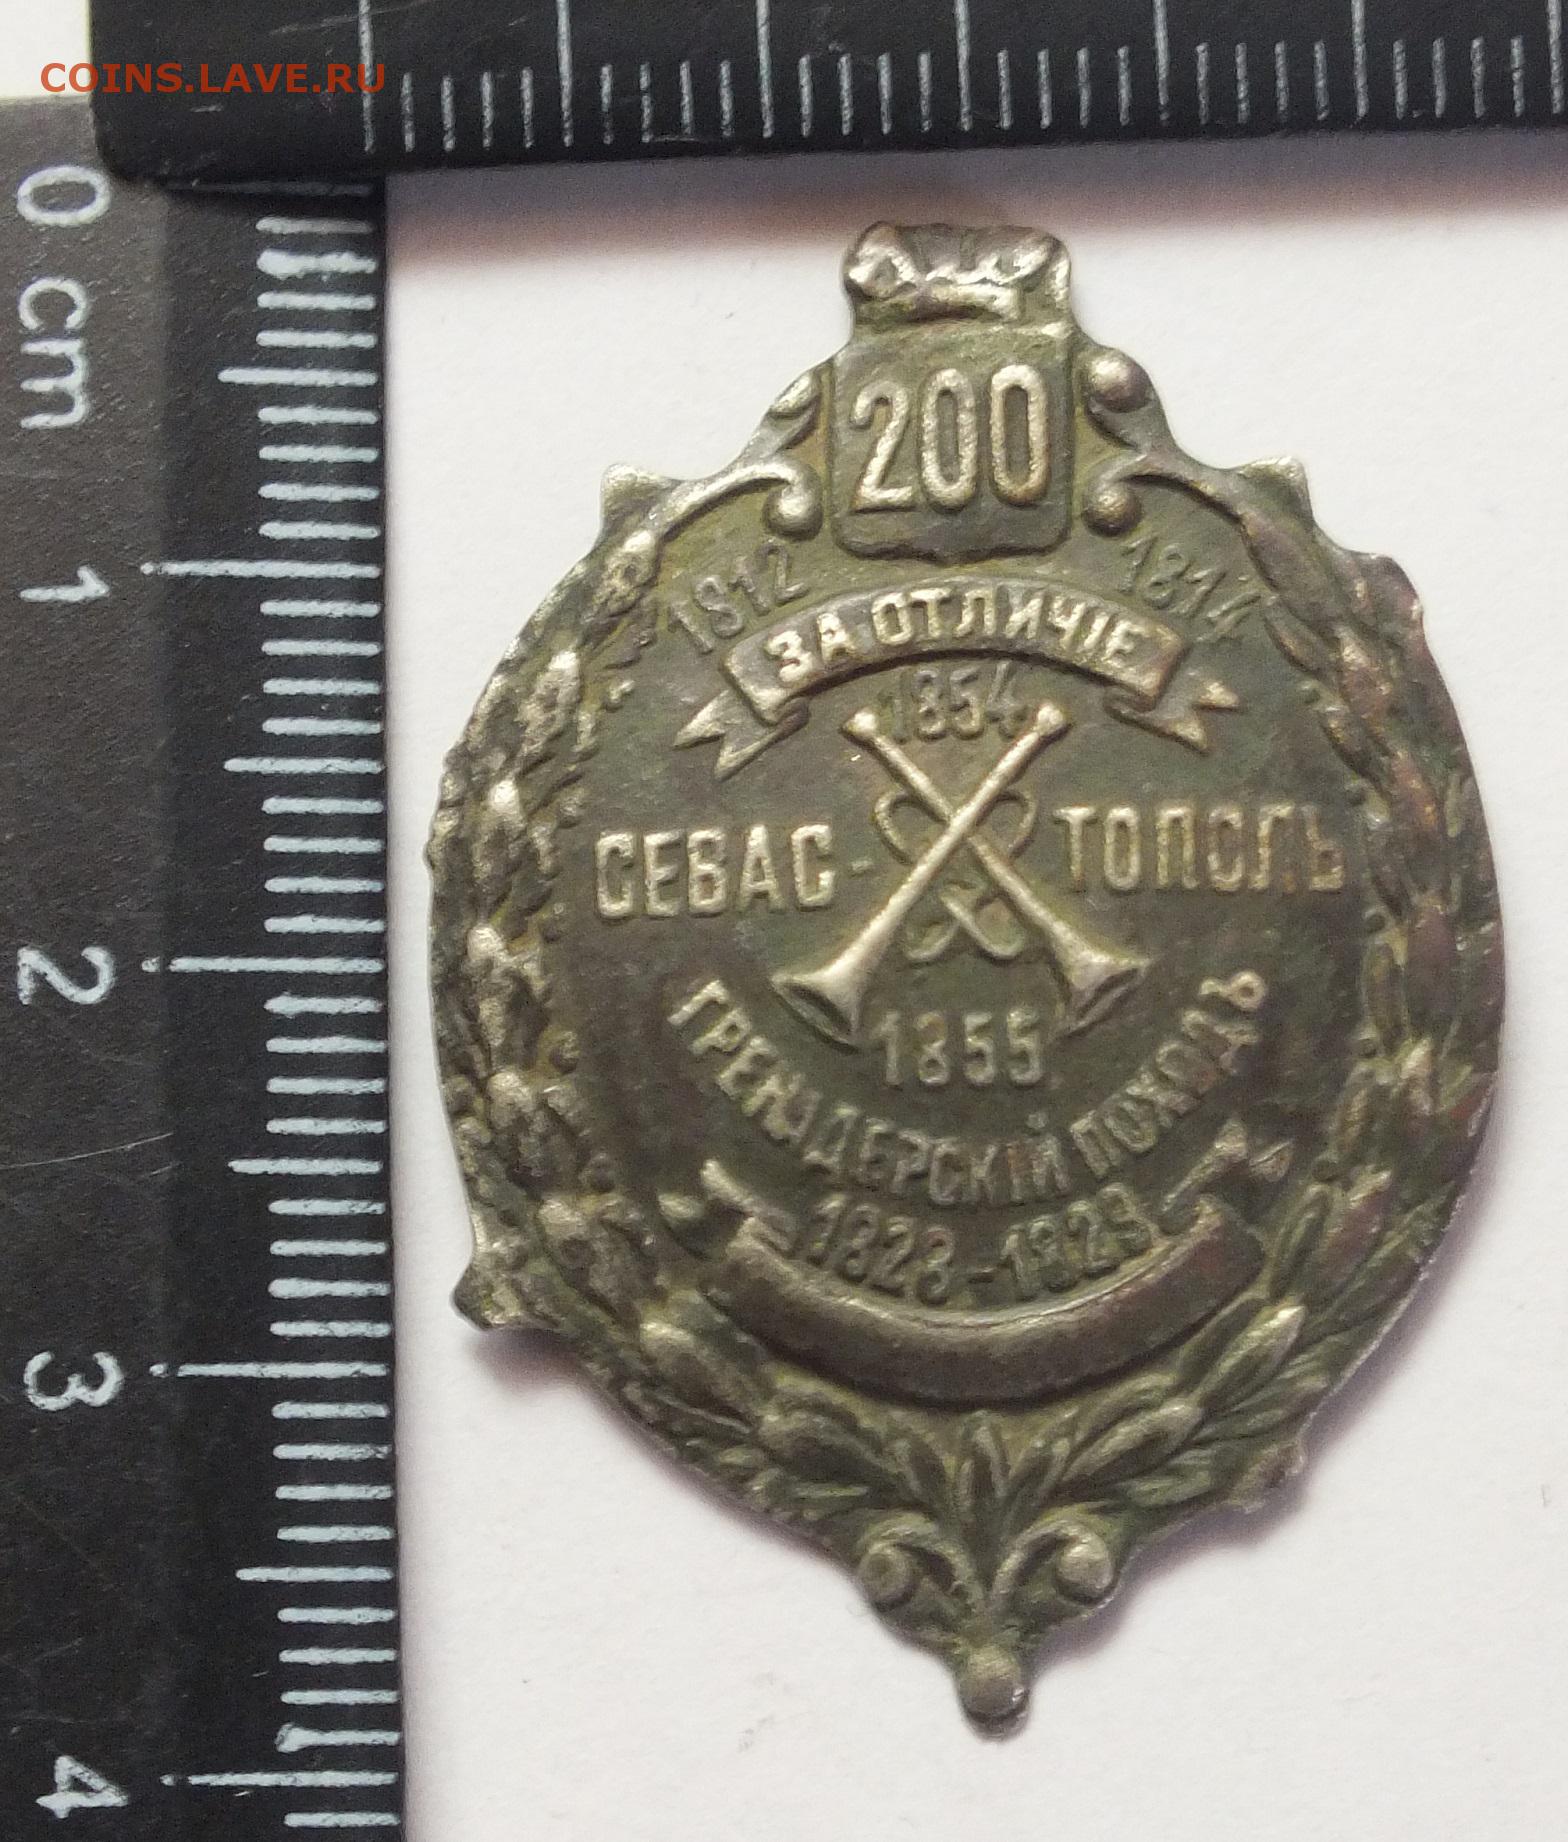 COINS.LAVE.RU
0 cm
1
2
3
4
200
1812 1814
ЗА ОТЛИЧІЕ
1854
СЕВАС-ТОПОЛЬ
1855
ГРЕНАДЕРСКІЙ ПОХОДЪ
1828-1829